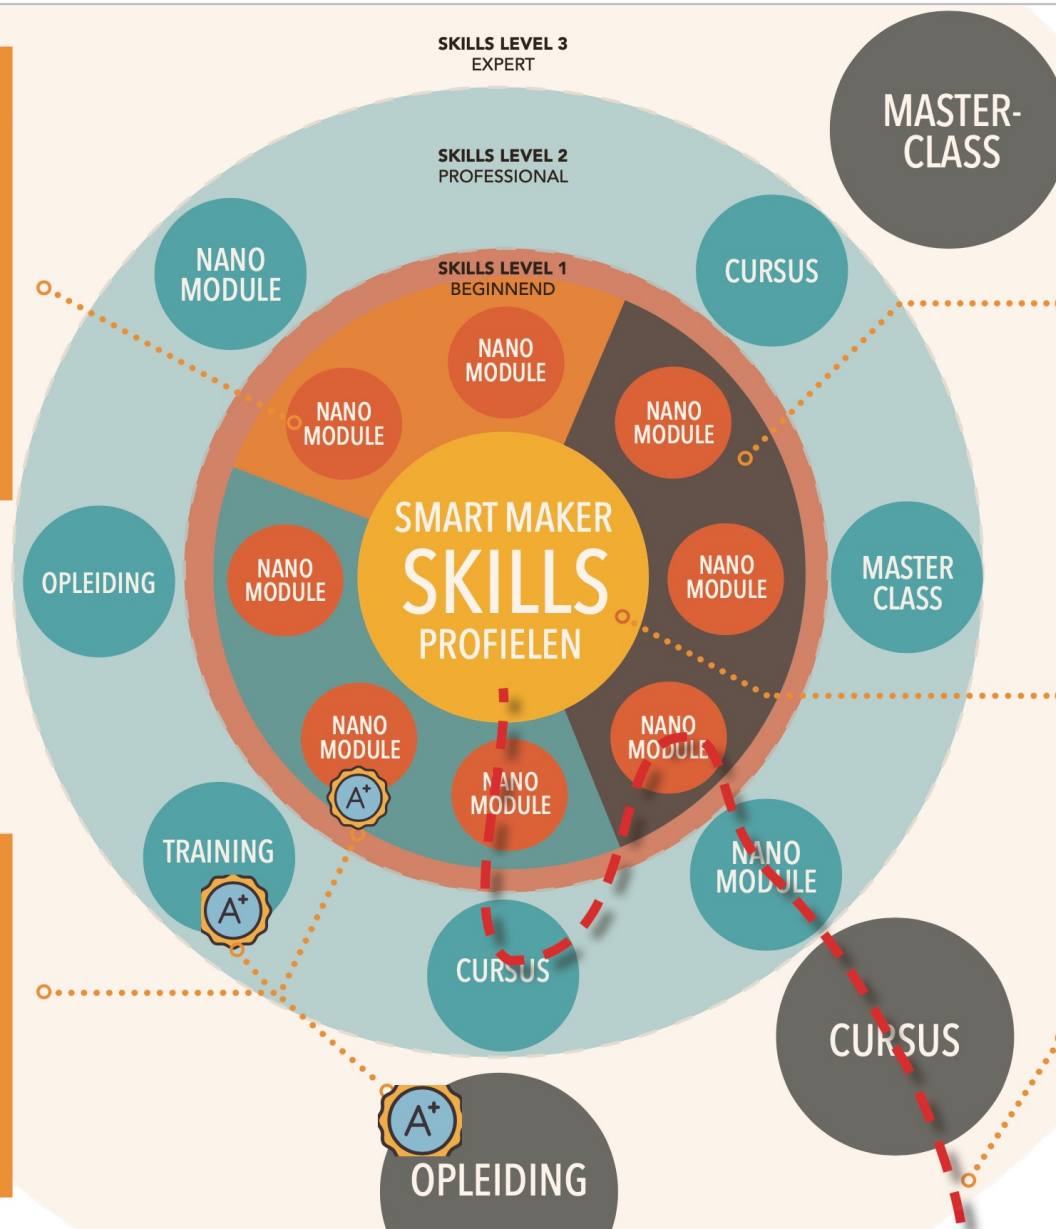 SKILLS LEVEL 3
EXPERT
MASTER-
CLASS
SKILLS LEVEL 2
PROFESSIONAL
NANO
MODULE
CURSUS
SKILLS LEVEL 1
BEGINNEND
NANO
MODULE
NANO
MODULE
NANO
MODULE
SMART MAKER
SKILLS
PROFIELEN
OPLEIDING
NANO
MODULE
NANO
MODULE
MASTER
CLASS
NANO
MODULE
NANO
MODULE
NANO
MODULE
A+
TRAINING
A+
NANO
MODULE
CURSUS
CURSUS
A+
OPLEIDING